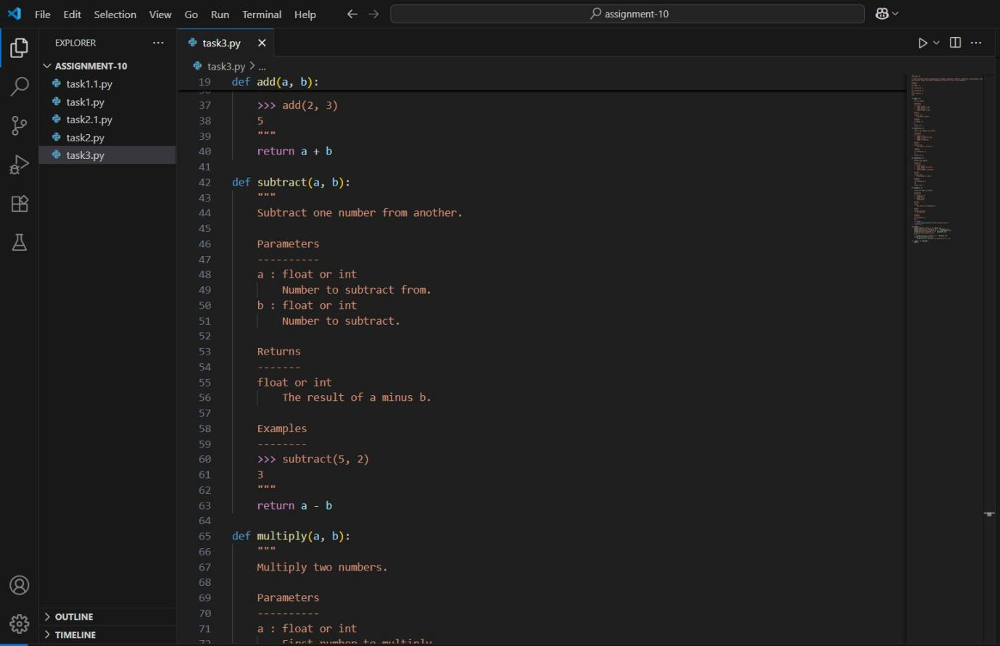 File Edit Selection View Go Run Terminal Help
assignment-10
EXPLORER
ASSIGNMENT-10
task1.1.py
task1.py
task2.1.py
task2.py
task3.py
OUTLINE
TIMELINE
task3.py
task3.py > ...
19 def add(a, b):
37 >>> add(2, 3)
38 5
39 """
40 return a + b
41
42 def subtract(a, b):
43 """
44 Subtract one number from another.
45
46 Parameters
47 ----------
48 a : float or int
49 Number to subtract from.
50 b : float or int
51 Number to subtract.
52
53 Returns
54 -------
55 float or int
56 The result of a minus b.
57
58 Examples
59 --------
60 >>> subtract(5, 2)
61 3
62 """
63 return a - b
64
65 def multiply(a, b):
66 """
67 Multiply two numbers.
68
69 Parameters
70 ----------
71 a : float or int
72 First number to multiply